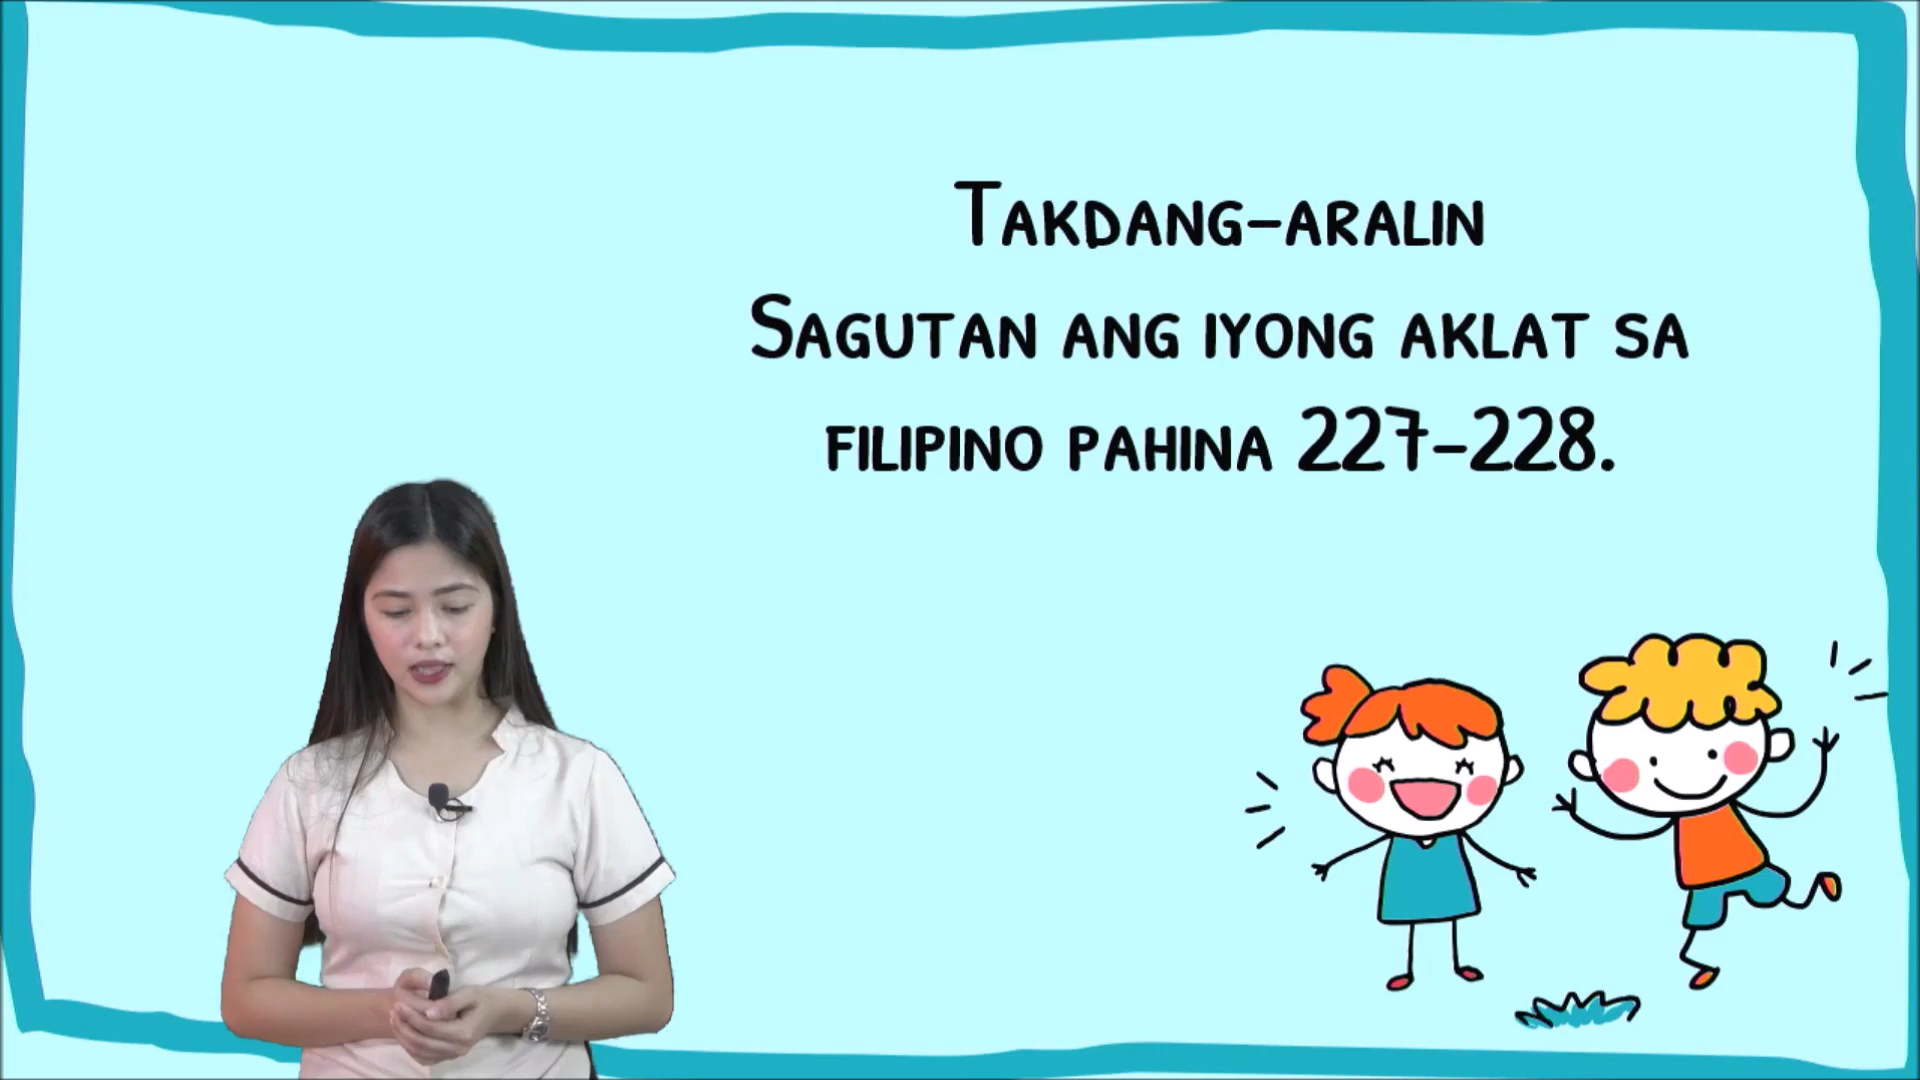 Takdang-aralin
Sagutan ang iyong aklat sa
filipino pahina 227-228.